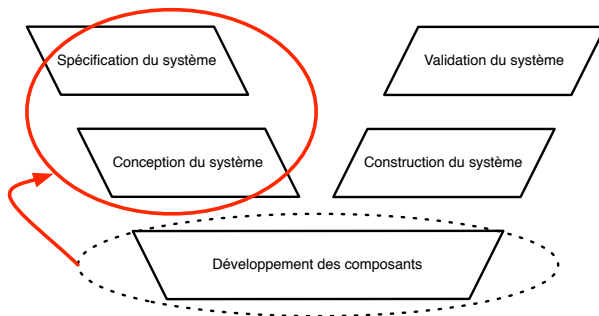 Spécification du système
Validation du système
Conception du système
Construction du système
Développement des composants